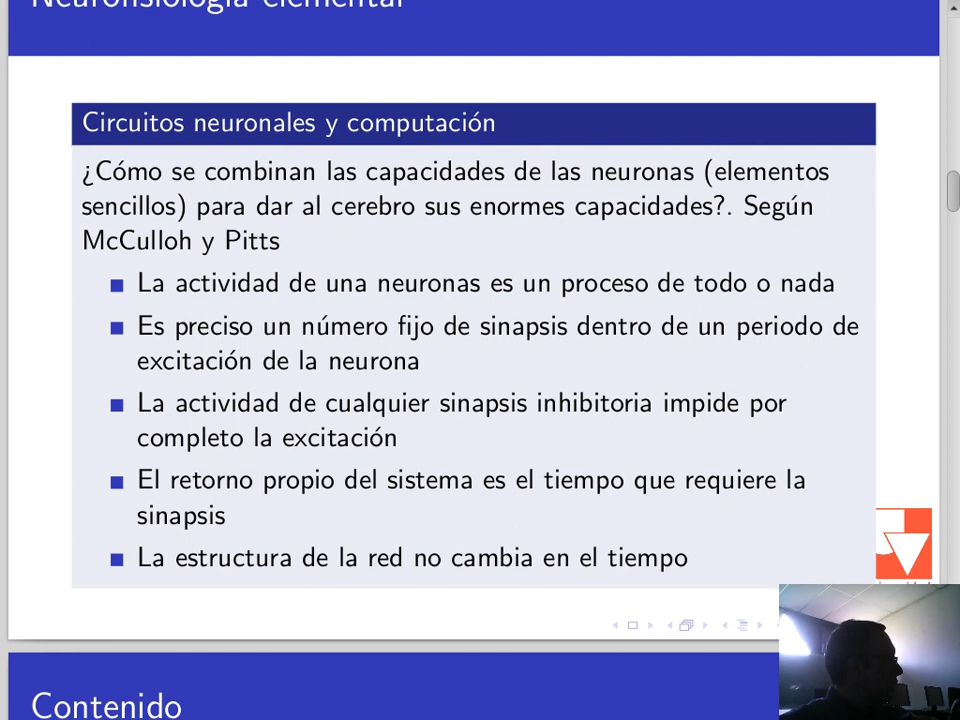 Neurofisiología elemental
Circuitos neuronales y computación
¿Cómo se combinan las capacidades de las neuronas (elementos
sencillos) para dar al cerebro sus enormes capacidades?. Según
McCulloh y Pitts
La actividad de una neuronas es un proceso de todo o nada
Es preciso un número fijo de sinapsis dentro de un periodo de
excitación de la neurona
La actividad de cualquier sinapsis inhibitoria impide por
completo la excitación
El retorno propio del sistema es el tiempo que requiere la
sinapsis
La estructura de la red no cambia en el tiempo
Contenido